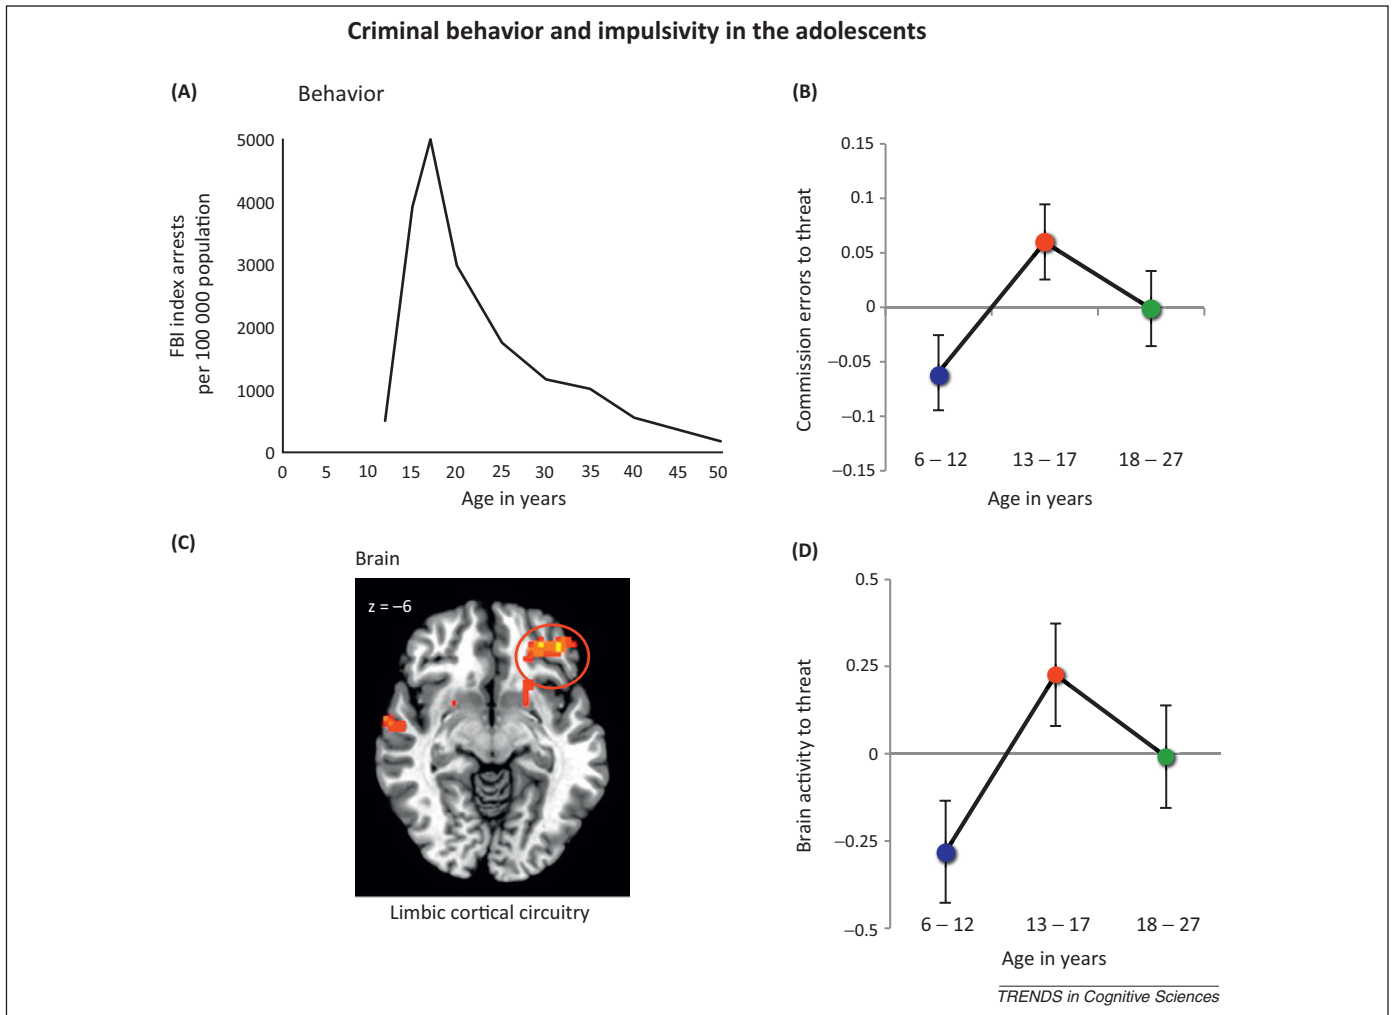 Criminal behavior and impulsivity in the adolescents
(A)
Behavior
FBI index arrests
per 100 000 population
5000
4000
3000
2000
1000
0
0 5 10 15 20 25 30 35 40 45 50
Age in years
(B)
Commission errors to threat
0.15
0.1
0.05
0
–0.05
–0.1
–0.15
6 – 12 13 – 17 18 – 27
Age in years
(C)
Brain
z = –6
Limbic cortical circuitry
(D)
Brain activity to threat
0.5
0.25
0
–0.25
–0.5
6 – 12 13 – 17 18 – 27
Age in years
TRENDS in Cognitive Sciences